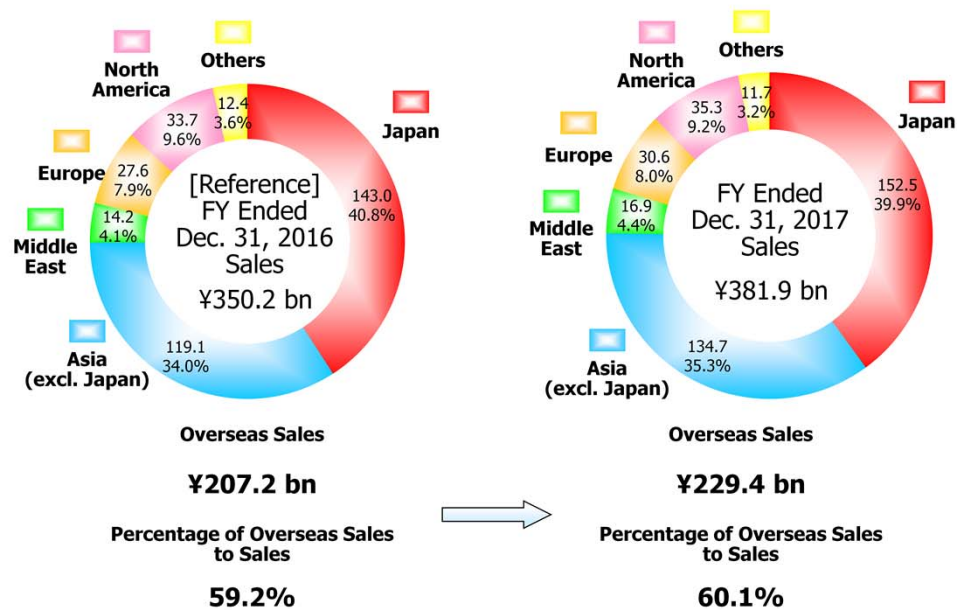 Others
North
America
12.4
3.6%
33.7
9.6%
Japan
Europe
27.6
7.9%
143.0
40.8%
Middle
East
14.2
4.1%
[Reference]
FY Ended
Dec. 31, 2016
Sales
¥350.2 bn
Asia
(excl. Japan)
119.1
34.0%
Overseas Sales
¥207.2 bn
Percentage of Overseas Sales
to Sales
59.2%
Others
North
America
11.7
3.2%
35.3
9.2%
Japan
Europe
30.6
8.0%
152.5
39.9%
Middle
East
16.9
4.4%
FY Ended
Dec. 31, 2017
Sales
¥381.9 bn
Asia
(excl. Japan)
134.7
35.3%
Overseas Sales
¥229.4 bn
Percentage of Overseas Sales
to Sales
60.1%